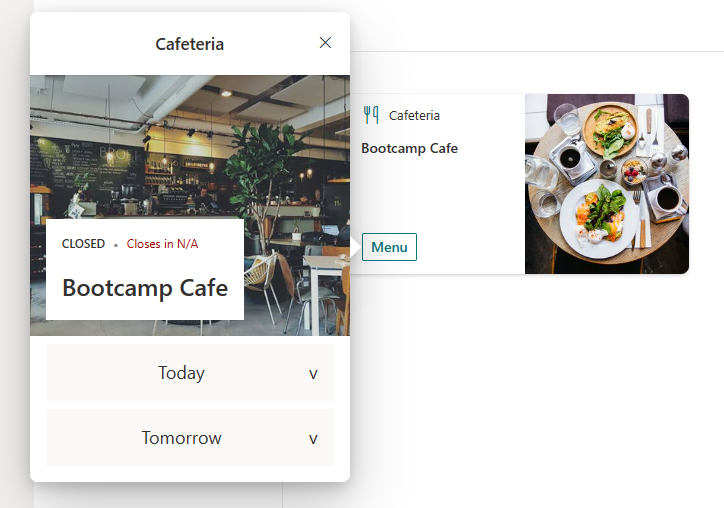 Cafeteria
CLOSED • Closes in N/A
Bootcamp Cafe
Today v
Tomorrow v
Cafeteria
Bootcamp Cafe
Menu